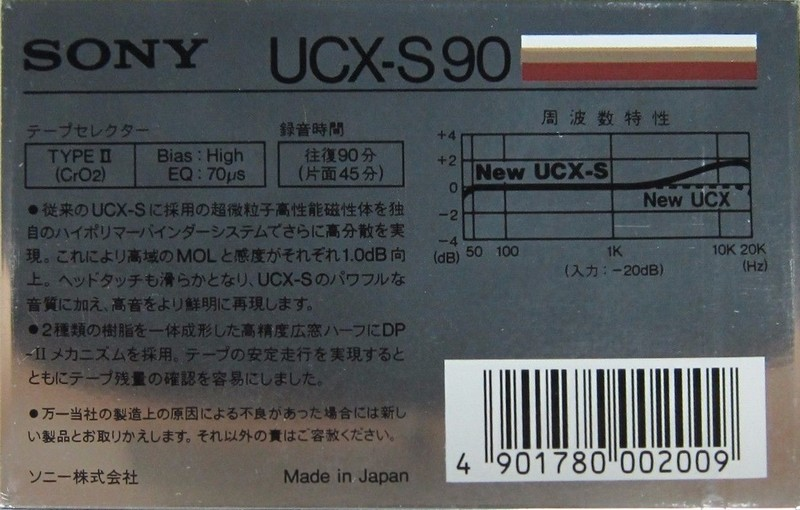 SONY UCX-S 90
テープセレクター
TYPE II
(CrO2)
Bias : High
EQ : 70μs
録音時間
往復90分
(片面45分)
●従来のUCX-Sに採用の超微粒子高性能磁性体を独
自のハイポリマーバインダーシステムでさらに高分散を実
現。これにより高域のMOLと感度がそれぞれ1.0dB向
上。ヘッドタッチも滑らかとなり、UCX-Sのパワフルな
音質に加え、高音をより鮮明に再現します。
●2種類の樹脂を一体成形した高精度広窓ハーフにDP
-IIメカニズムを採用。テープの安定走行を実現すると
ともにテープ残量の確認を容易にしました。
●万一当社の製造上の原因による不良があった場合には新し
い製品とお取りかえします。それ以外の責はご容赦ください。
ソニー株式会社 Made in Japan
周波数特性
+4
+2
0
-2
-4
(dB)
New UCX-S
New UCX
50 100 1K 10K 20K
(Hz)
(入力:-20dB)
4 901780 002009